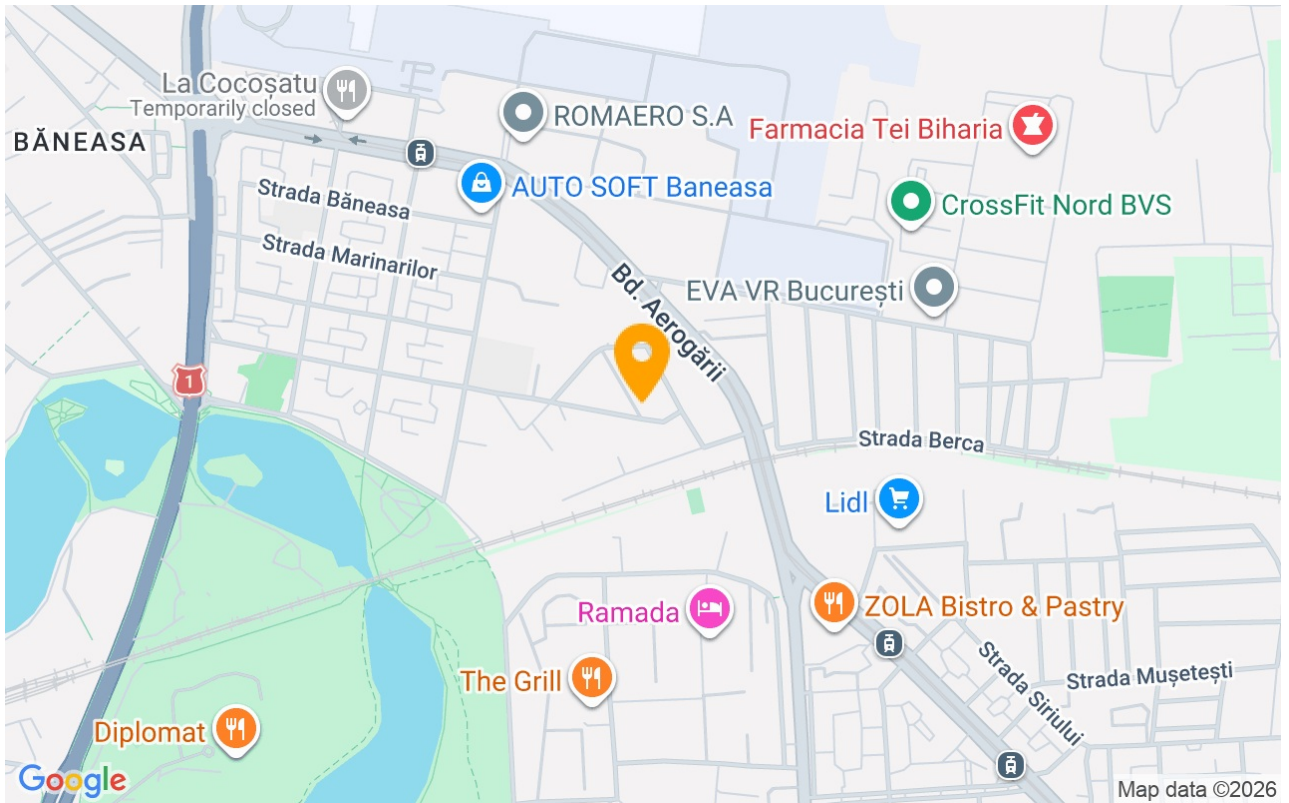 La Cocoșatu
Temporarily closed
ROMAERO S.A
Farmacia Tei Biharia
BĂNEASA
AUTO SOFT Baneasa
Strada Băneasa
CrossFit Nord BVS
Strada Marinarilor
Bd. Aerogării
EVA VR București
1
Strada Berca
Lidl
Ramada
ZOLA Bistro & Pastry
The Grill
Strada Siriului
Strada Mușetești
Diplomat
Google
Map data ©2026